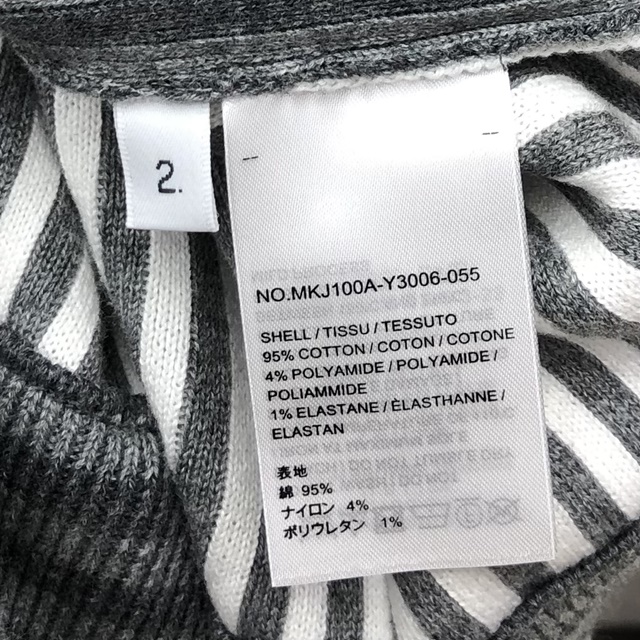 2.
NO.MKJ100A-Y3006-055
SHELL / TISSU / TESSUTO
95% COTTON / COTON / COTONE
4% POLYAMIDE / POLYAMIDE /
POLIAMMIDE
1% ELASTANE / ÉLASTHANNE /
ELASTAN
表地
綿 95%
ナイロン 4%
ポリウレタン 1%